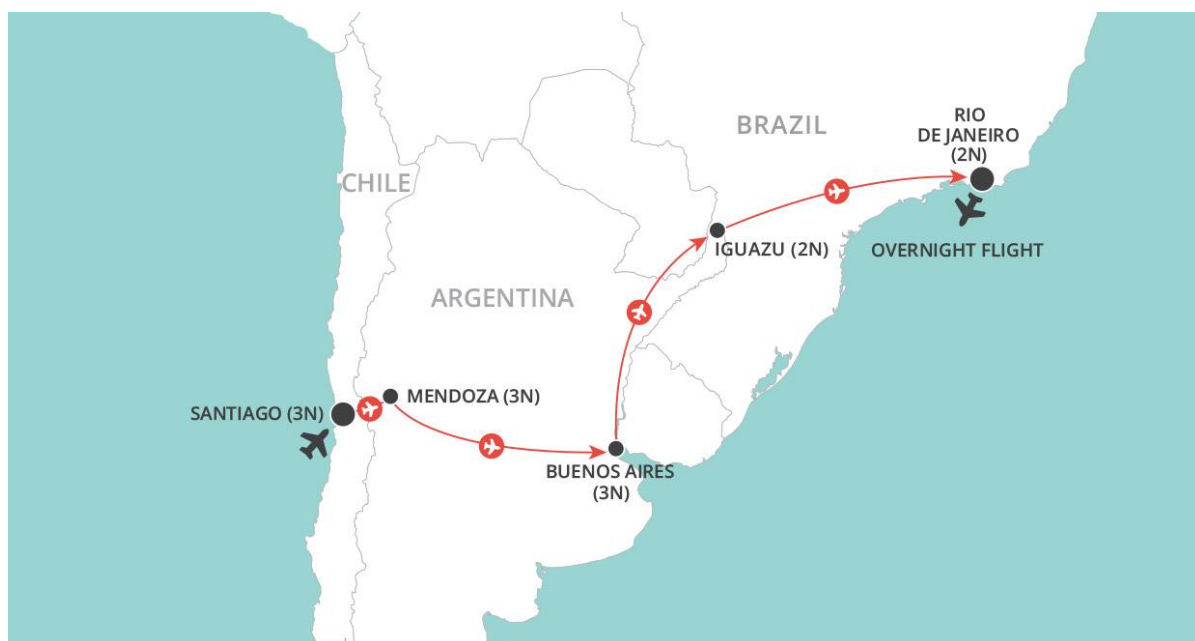 BRAZIL
RIO
DE JANEIRO
(2N)
CHILE
IGUAZU (2N)
OVERNIGHT FLIGHT
ARGENTINA
MENDOZA (3N)
SANTIAGO (3N)
BUENOS AIRES
(3N)